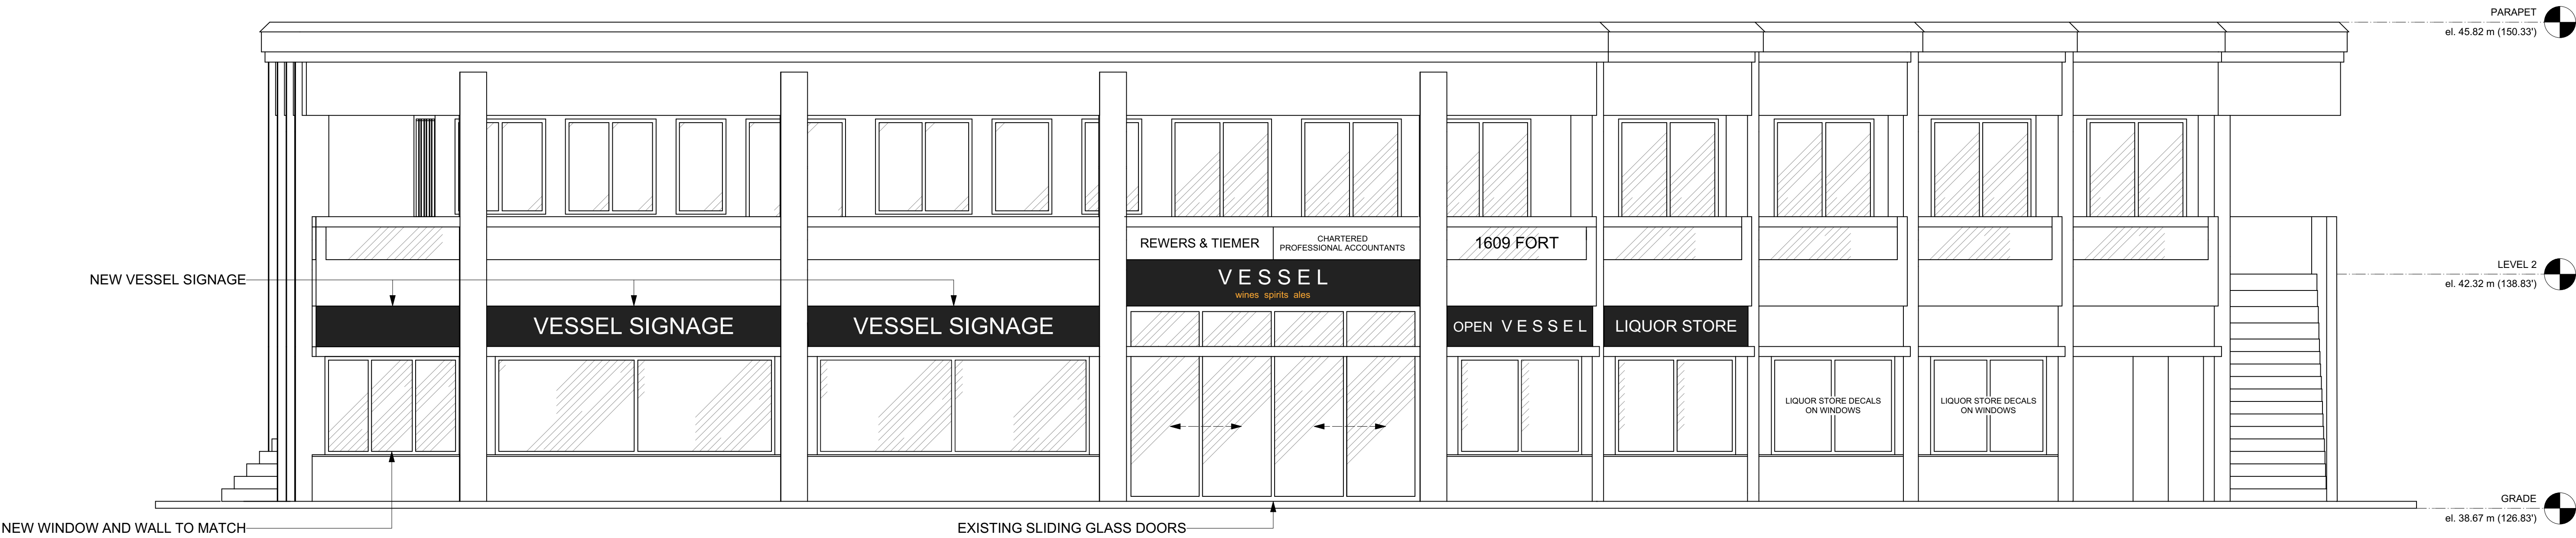 PARAPET
el. 45.82 m (150.33')
REWERS & TIEMER
CHARTERED
PROFESSIONAL ACCOUNTANTS
1609 FORT
LEVEL 2
el. 42.32 m (138.83')
NEW VESSEL SIGNAGE
VESSEL
wines spirits ales
VESSEL SIGNAGE
VESSEL SIGNAGE
OPEN VESSEL
LIQUOR STORE
LIQUOR STORE DECALS
ON WINDOWS
LIQUOR STORE DECALS
ON WINDOWS
GRADE
el. 38.67 m (126.83')
NEW WINDOW AND WALL TO MATCH
EXISTING SLIDING GLASS DOORS